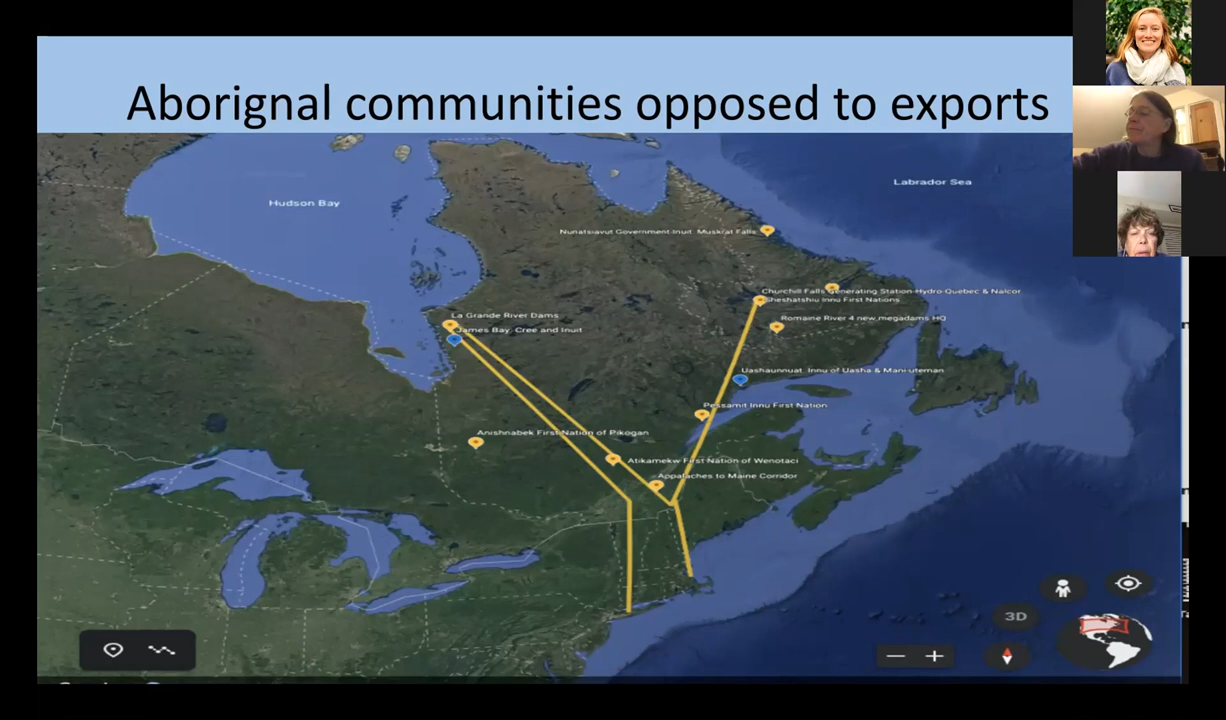 Aborignal communities opposed to exports
Labrador Sea
Hudson Bay
Nunatsiavut Government-Inuit Muskrat Falls
Churchill Falls Generating Station-Hydro-Quebec & Nalcor
Sheshatshiu Innu First Nations
La Grande River Dams
Romaine River 4 new megadams HQ
James Bay Cree and Inuit
Uashaunnuat Innu of Uasha & Mani-uteman
Pessamit Innu First Nation
Anishnabek First Nation of Pikogan
Atikamekw First Nation of Wenotaci
Appalaches to Maine Corridor
3D